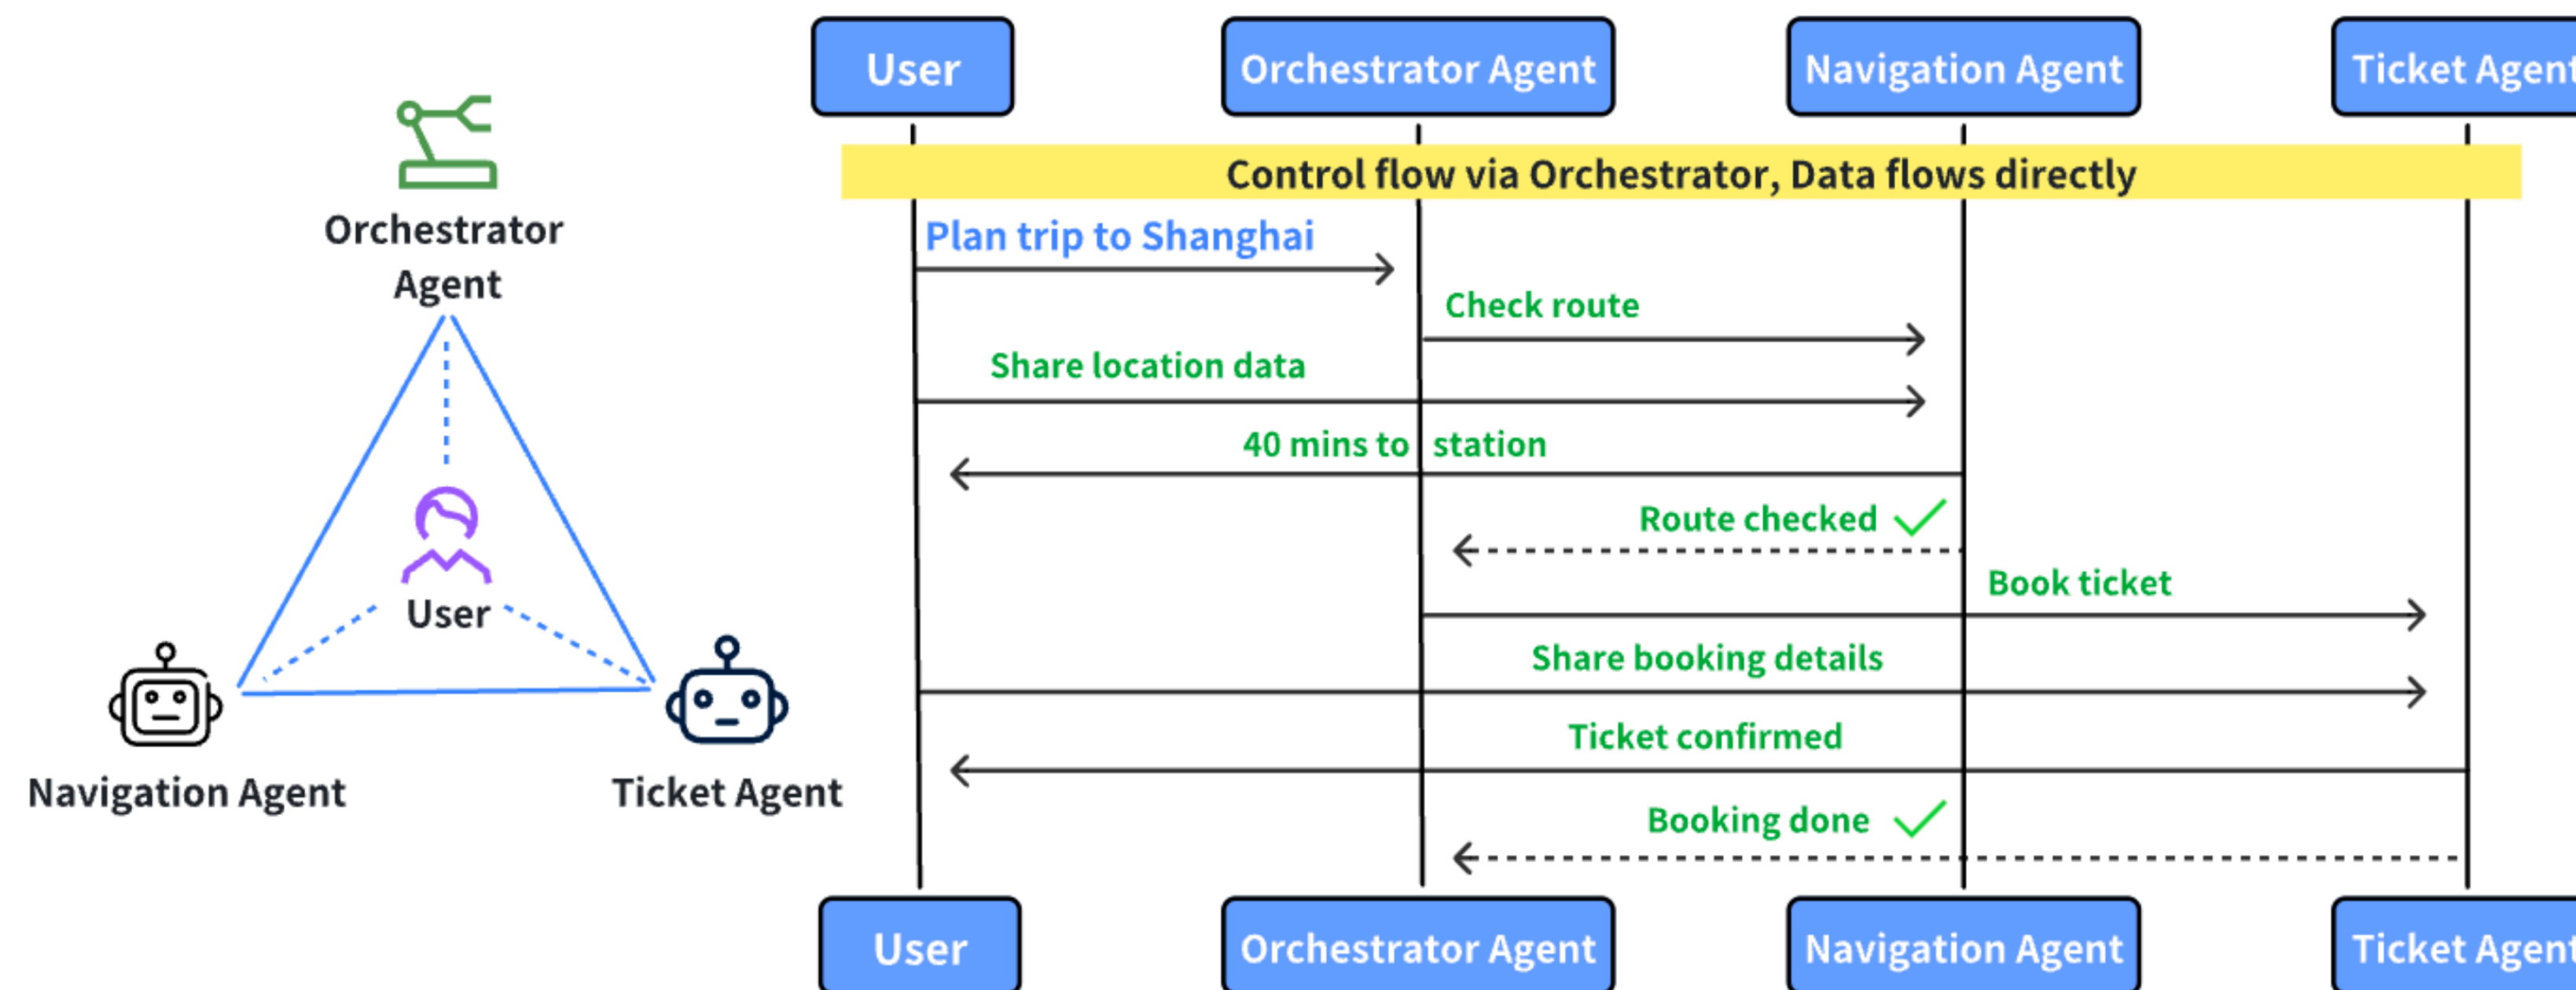 Orchestrator
Agent
User
Navigation Agent
Ticket Agent
User
Orchestrator Agent
Navigation Agent
Ticket Agent
Control flow via Orchestrator, Data flows directly
Plan trip to Shanghai
Check route
Share location data
40 mins to station
Route checked
Book ticket
Share booking details
Ticket confirmed
Booking done
User
Orchestrator Agent
Navigation Agent
Ticket Agent